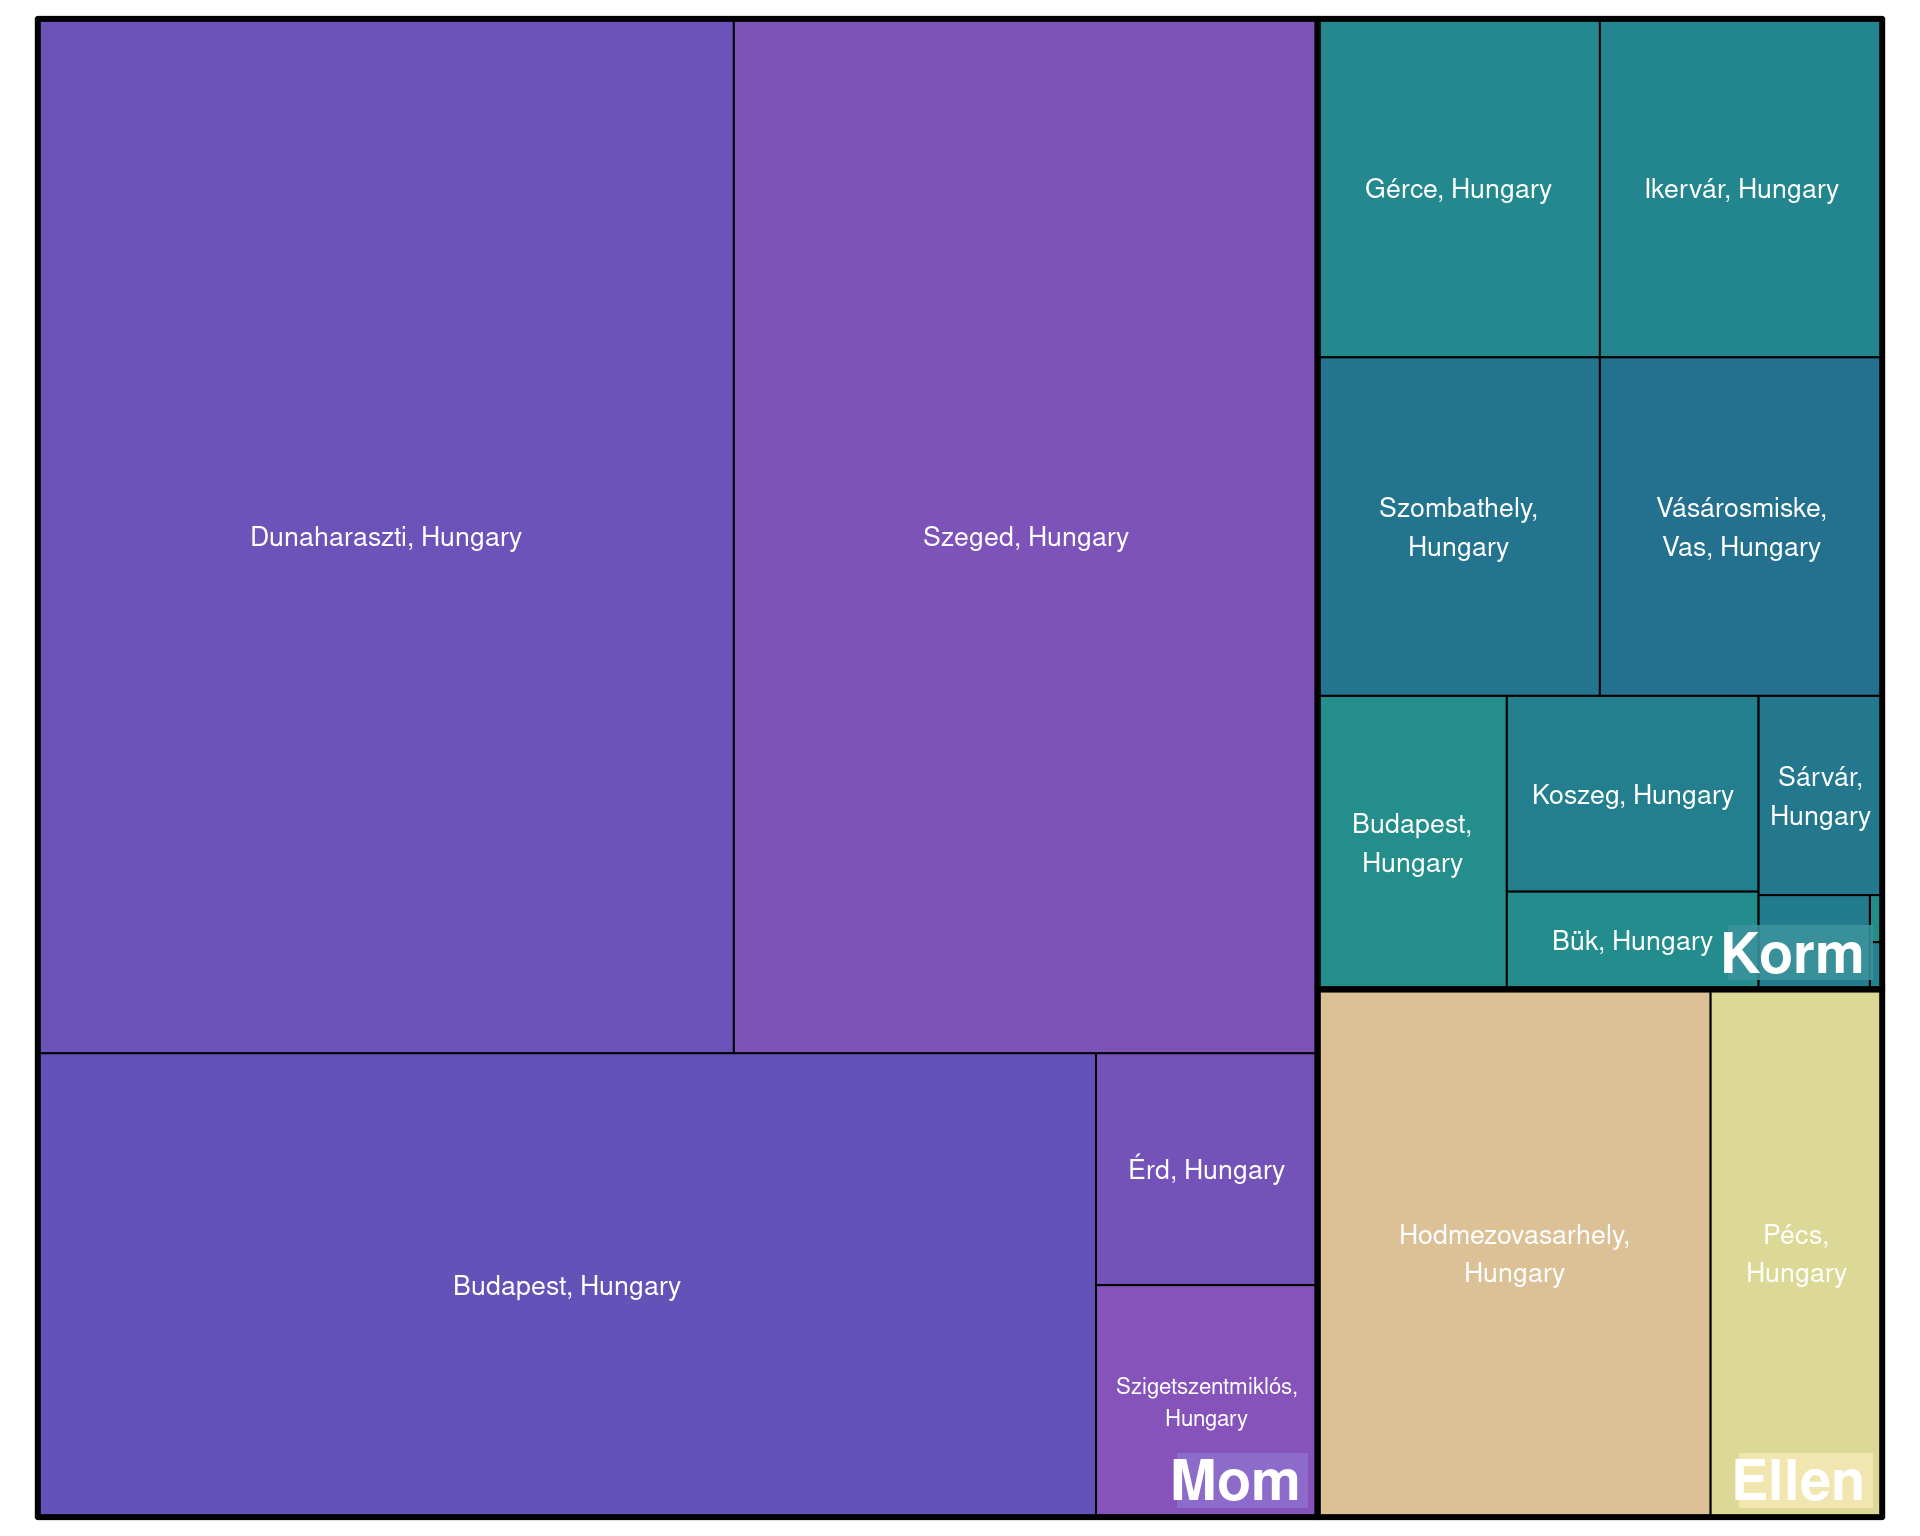 Dunaharaszti, Hungary
Szeged, Hungary
Budapest, Hungary
Érd, Hungary
Szigetszentmiklós,
Hungary
Mom
Gérce, Hungary
Ikervár, Hungary
Szombathely,
Hungary
Vásárosmiske,
Vas, Hungary
Budapest,
Hungary
Koszeg, Hungary
Sárvár,
Hungary
Bük, Hungary
Korm
Hodmezovasarhely,
Hungary
Pécs,
Hungary
Ellen